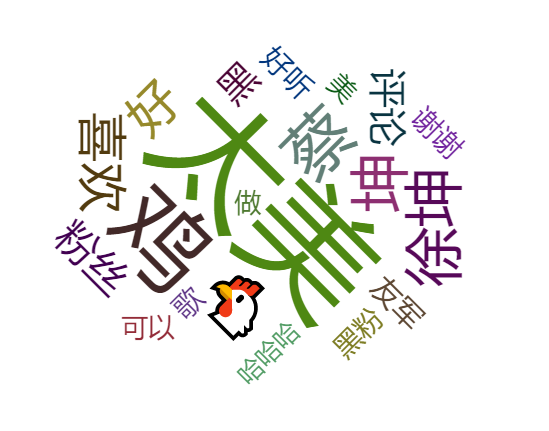 好听
美
黑
评论
好
谢谢
喜欢
蔡
太美
坤
徐坤
做
鸡
粉丝
歌
友军
可以
黑粉
哈哈哈